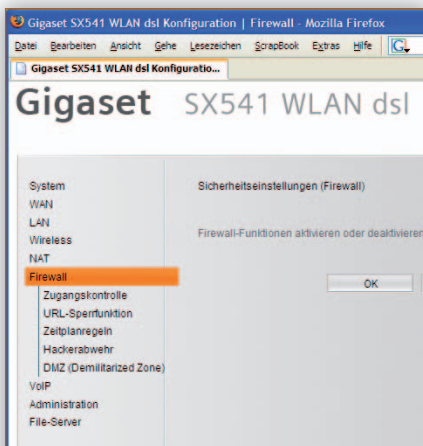 Gigaset SX541 WLAN dsl Konfiguration | Firewall - Mozilla Firefox
Datei Bearbeiten Ansicht Gehe Lesezeichen ScrapBook Extras Hilfe G
Gigaset SX541 WLAN dsl Konfiguratio...
Gigaset SX541 WLAN dsl
System
Sicherheitseinstellungen (Firewall)
WAN
LAN
Wireless
Firewall-Funktionen aktivieren oder deaktivieren
NAT
Firewall
OK
Zugangskontrolle
URL-Sperrfunktion
Zeitplanregeln
Hackerabwehr
DMZ (Demilitarized Zone)
VoIP
Administration
File-Server